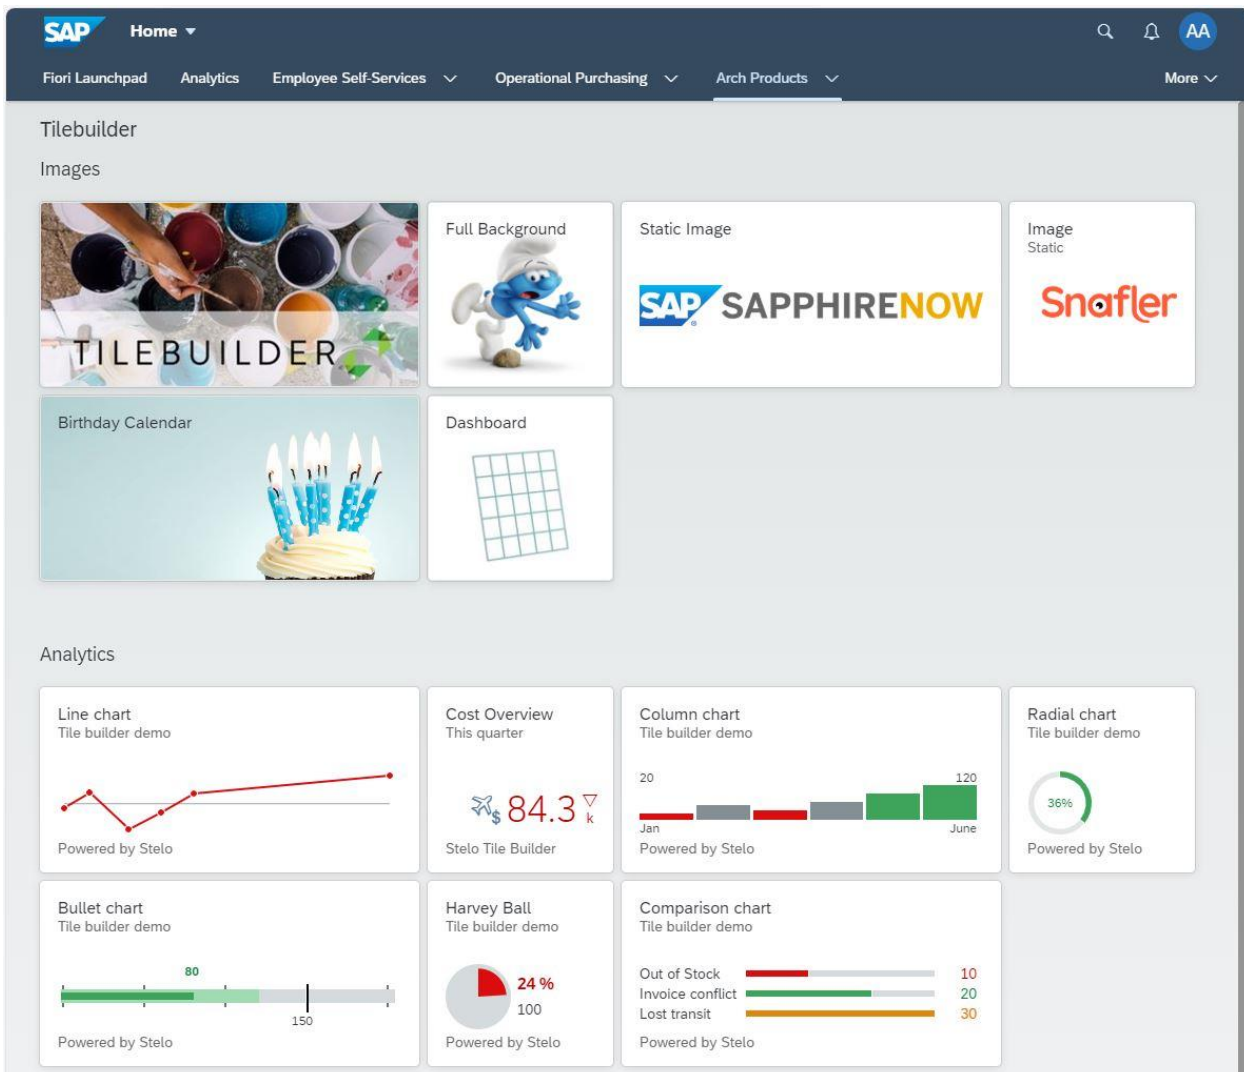 SAP Home
AA
Fiori Launchpad Analytics Employee Self-Services Operational Purchasing Arch Products More
Tilebuilder
Images
TILEBUILDER
Full Background
Static Image
SAP SAPPHIRENOW
Image
Static
Snafler
Birthday Calendar
Dashboard
Analytics
Line chart
Tile builder demo
Powered by Stelo
Cost Overview
This quarter
$ 84.3 k
Stelo Tile Builder
Column chart
Tile builder demo
20 120
Jan June
Powered by Stelo
Radial chart
Tile builder demo
36%
Powered by Stelo
Bullet chart
Tile builder demo
80
150
Powered by Stelo
Harvey Ball
Tile builder demo
24 %
100
Powered by Stelo
Comparison chart
Tile builder demo
Out of Stock 10
Invoice conflict 20
Lost transit 30
Powered by Stelo